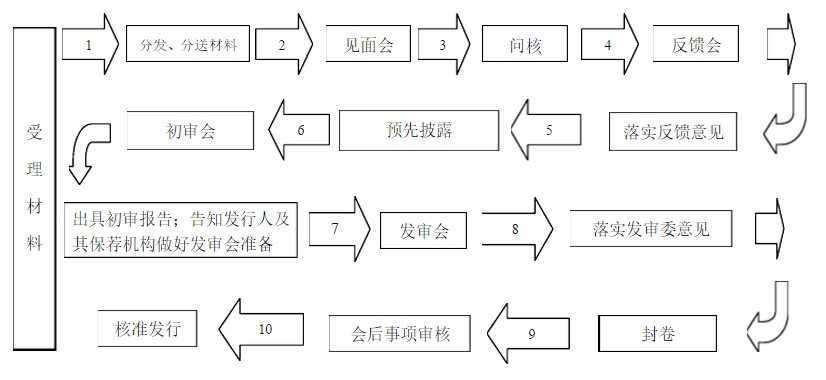 受
理
材
料
1
分发、分送材料
2
见面会
3
问核
4
反馈会
落实反馈意见
5
预先披露
6
初审会
出具初审报告；告知发行人及
其保荐机构做好发审会准备
7
发审会
8
落实发审委意见
封卷
9
会后事项审核
10
核准发行